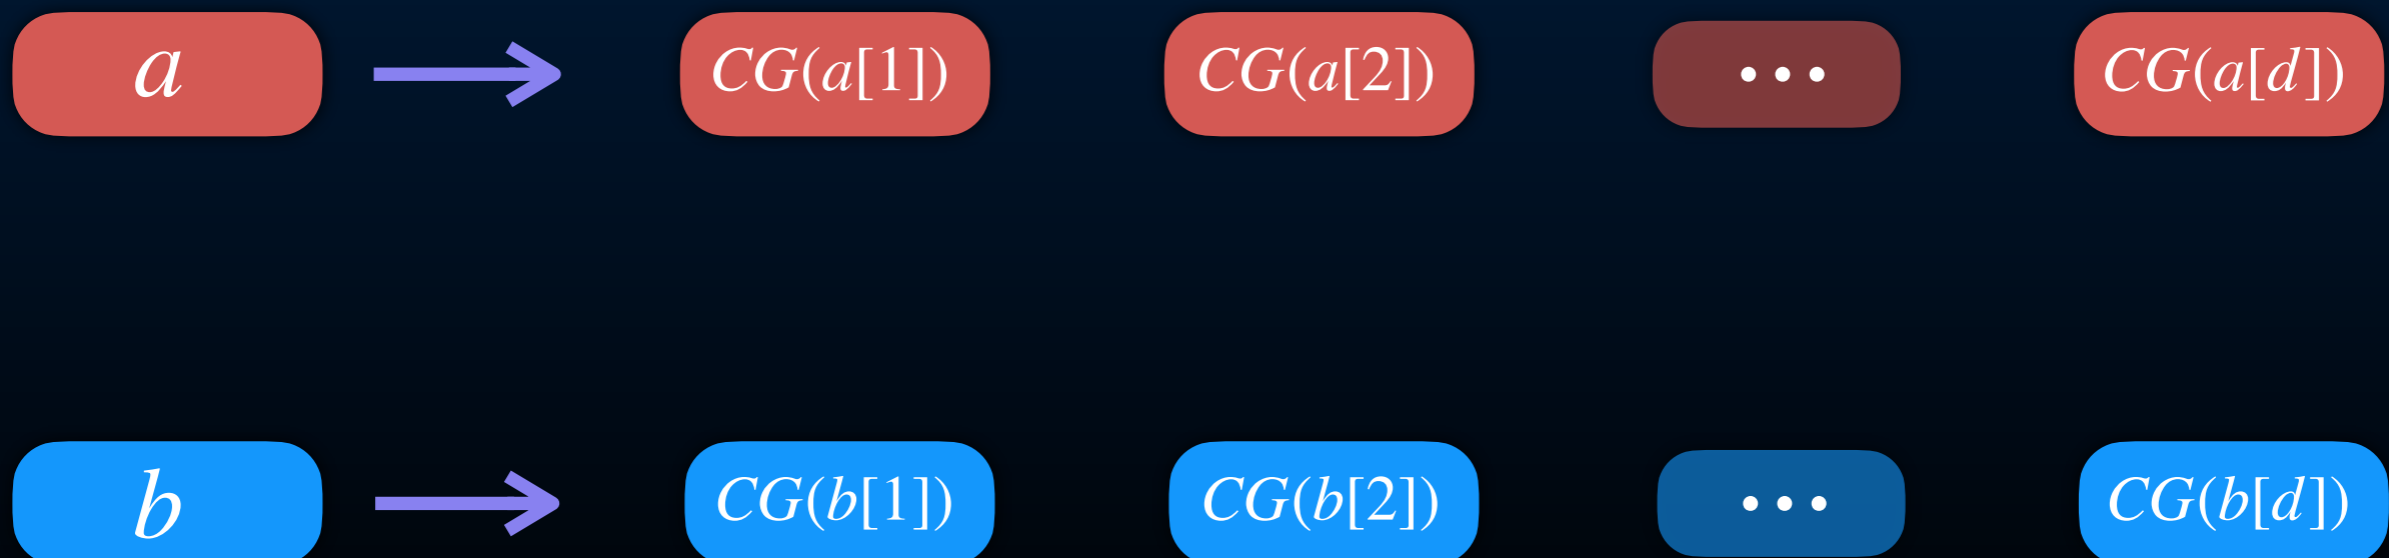 a CG(a[1]) CG(a[2]) ••• CG(a[d])
b CG(b[1]) CG(b[2]) ••• CG(b[d])